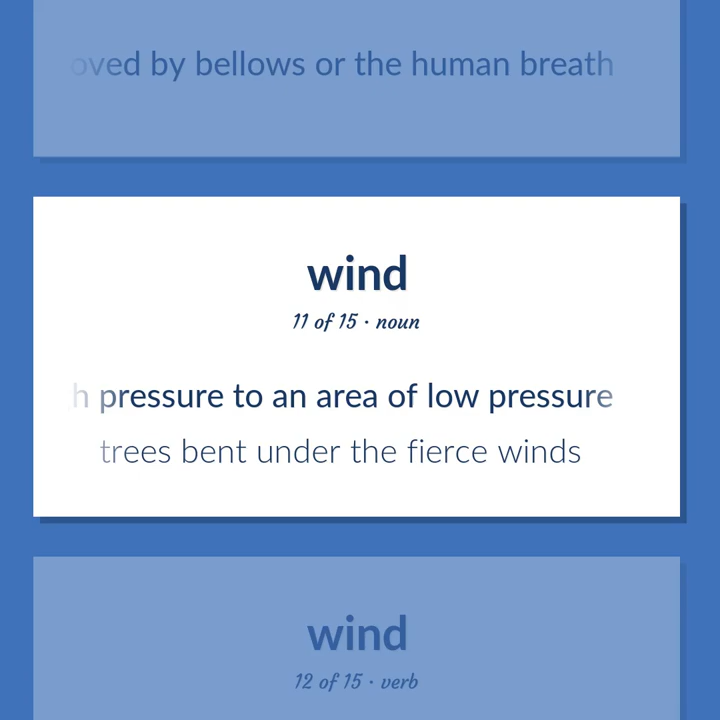 oved by bellows or the human breath
wind
11 of 15 · noun
h pressure to an area of low pressure
trees bent under the fierce winds
wind
12 of 15 · verb